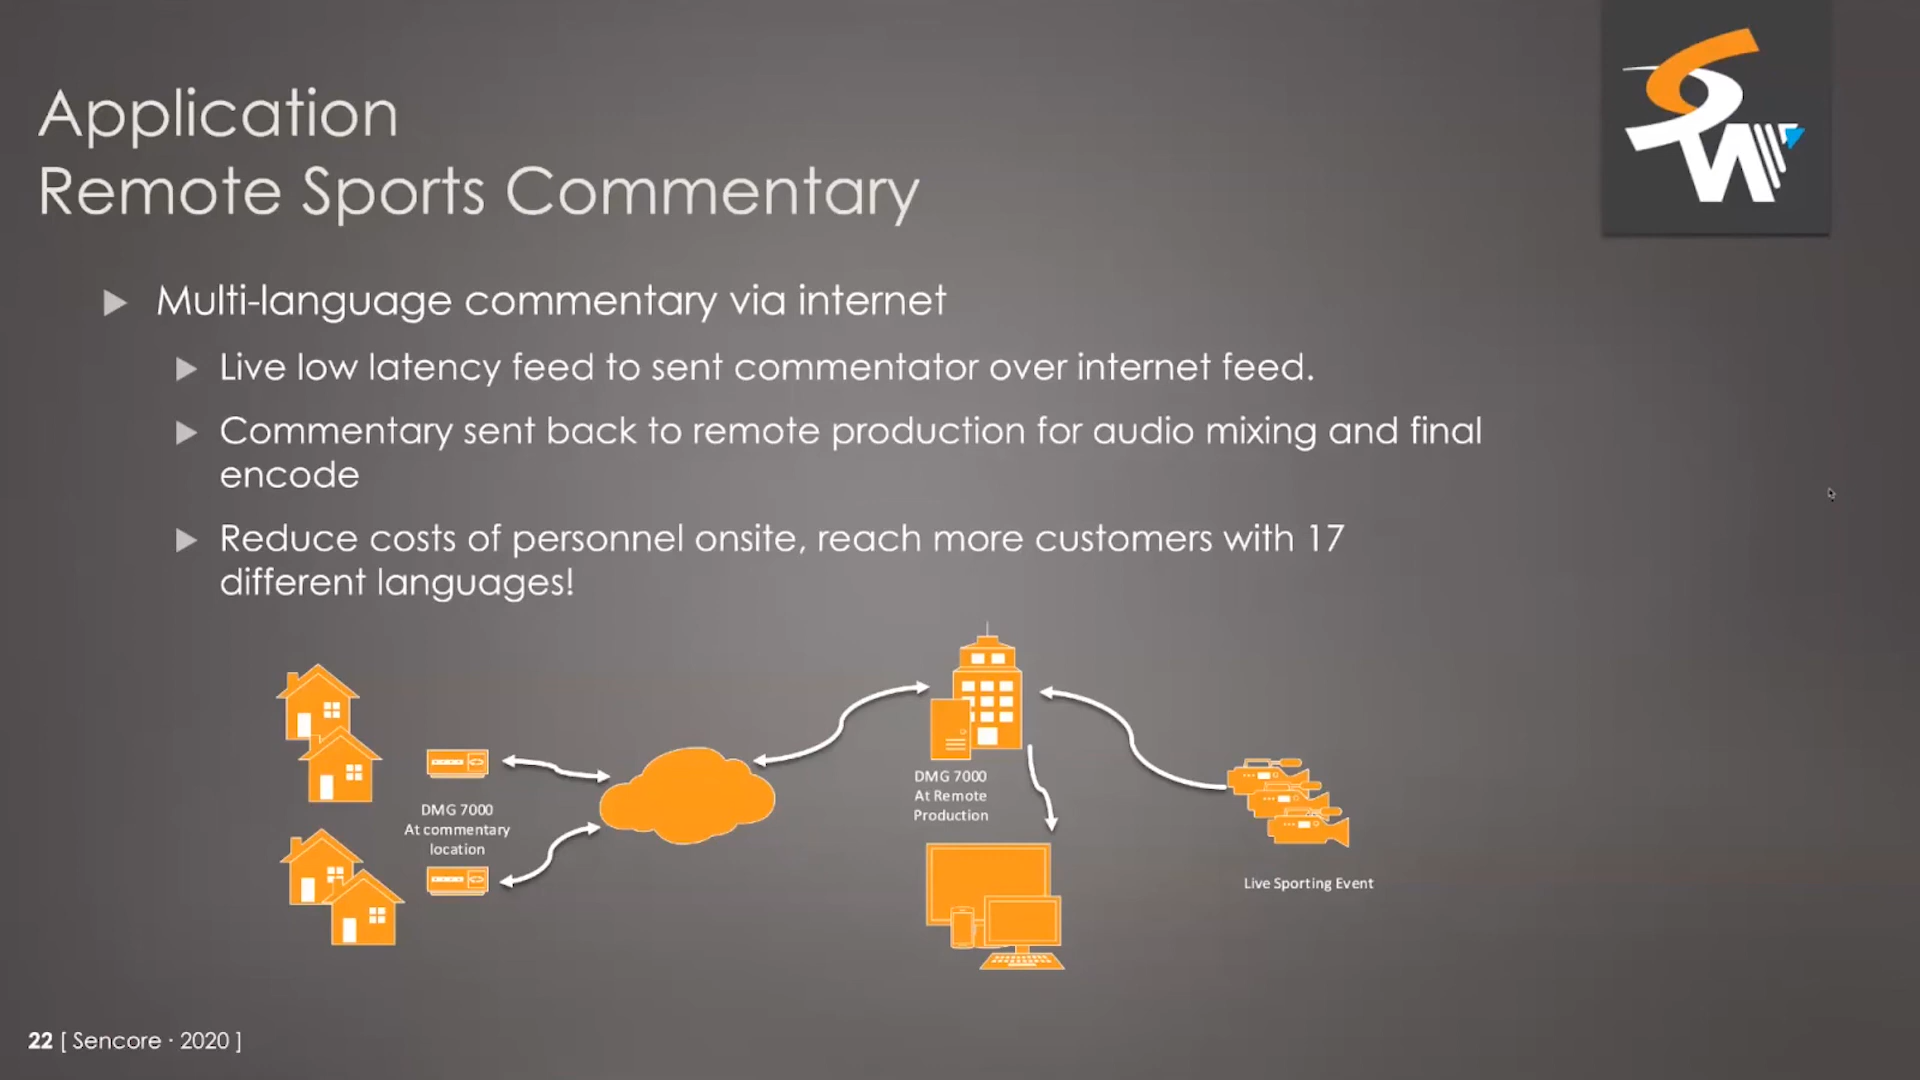 Application
Remote Sports Commentary
Multi-language commentary via internet
Live low latency feed to sent commentator over internet feed.
Commentary sent back to remote production for audio mixing and final
encode
Reduce costs of personnel onsite, reach more customers with 17
different languages!
DMG 7000
At commentary
location
DMG 7000
At Remote
Production
Live Sporting Event
22 [ Sencore · 2020 ]